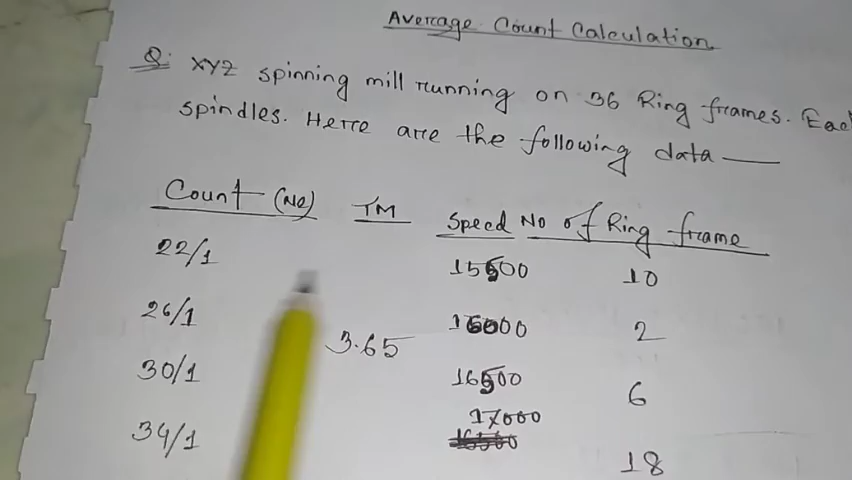 Average Count Calculation
Q: XYZ spinning mill running on 36 Ring frames. Eac
spindles. Here are the following data —
Count (Ne) TM Speed No of Ring frame
22/1 15500 10
26/1 16000 2
3.65
30/1 16500 6
17000
34/1 18